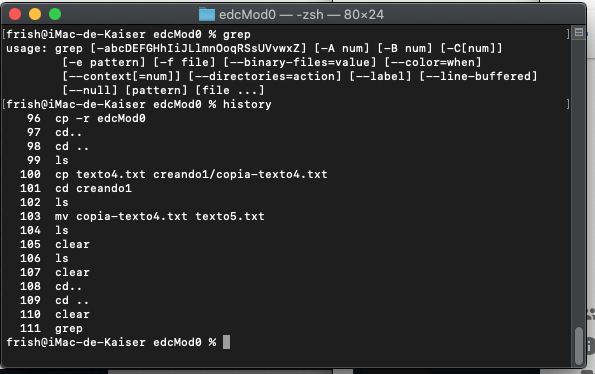 edcMod0 — -zsh — 80×24
[frish@iMac-de-Kaiser edcMod0 % grep ]
usage: grep [-abcDEFGHhIiJLlmnOoqRSsUVvwxZ] [-A num] [-B num] [-C[num]]
[-e pattern] [-f file] [--binary-files=value] [--color=when]
[--context[=num]] [--directories=action] [--label] [--line-buffered]
[--null] [pattern] [file ...]
[frish@iMac-de-Kaiser edcMod0 % history ]
96 cp -r edcMod0
97 cd..
98 cd ..
99 ls
100 cp texto4.txt creando1/copia-texto4.txt
101 cd creando1
102 ls
103 mv copia-texto4.txt texto5.txt
104 ls
105 clear
106 ls
107 clear
108 cd..
109 cd ..
110 clear
111 grep
frish@iMac-de-Kaiser edcMod0 %